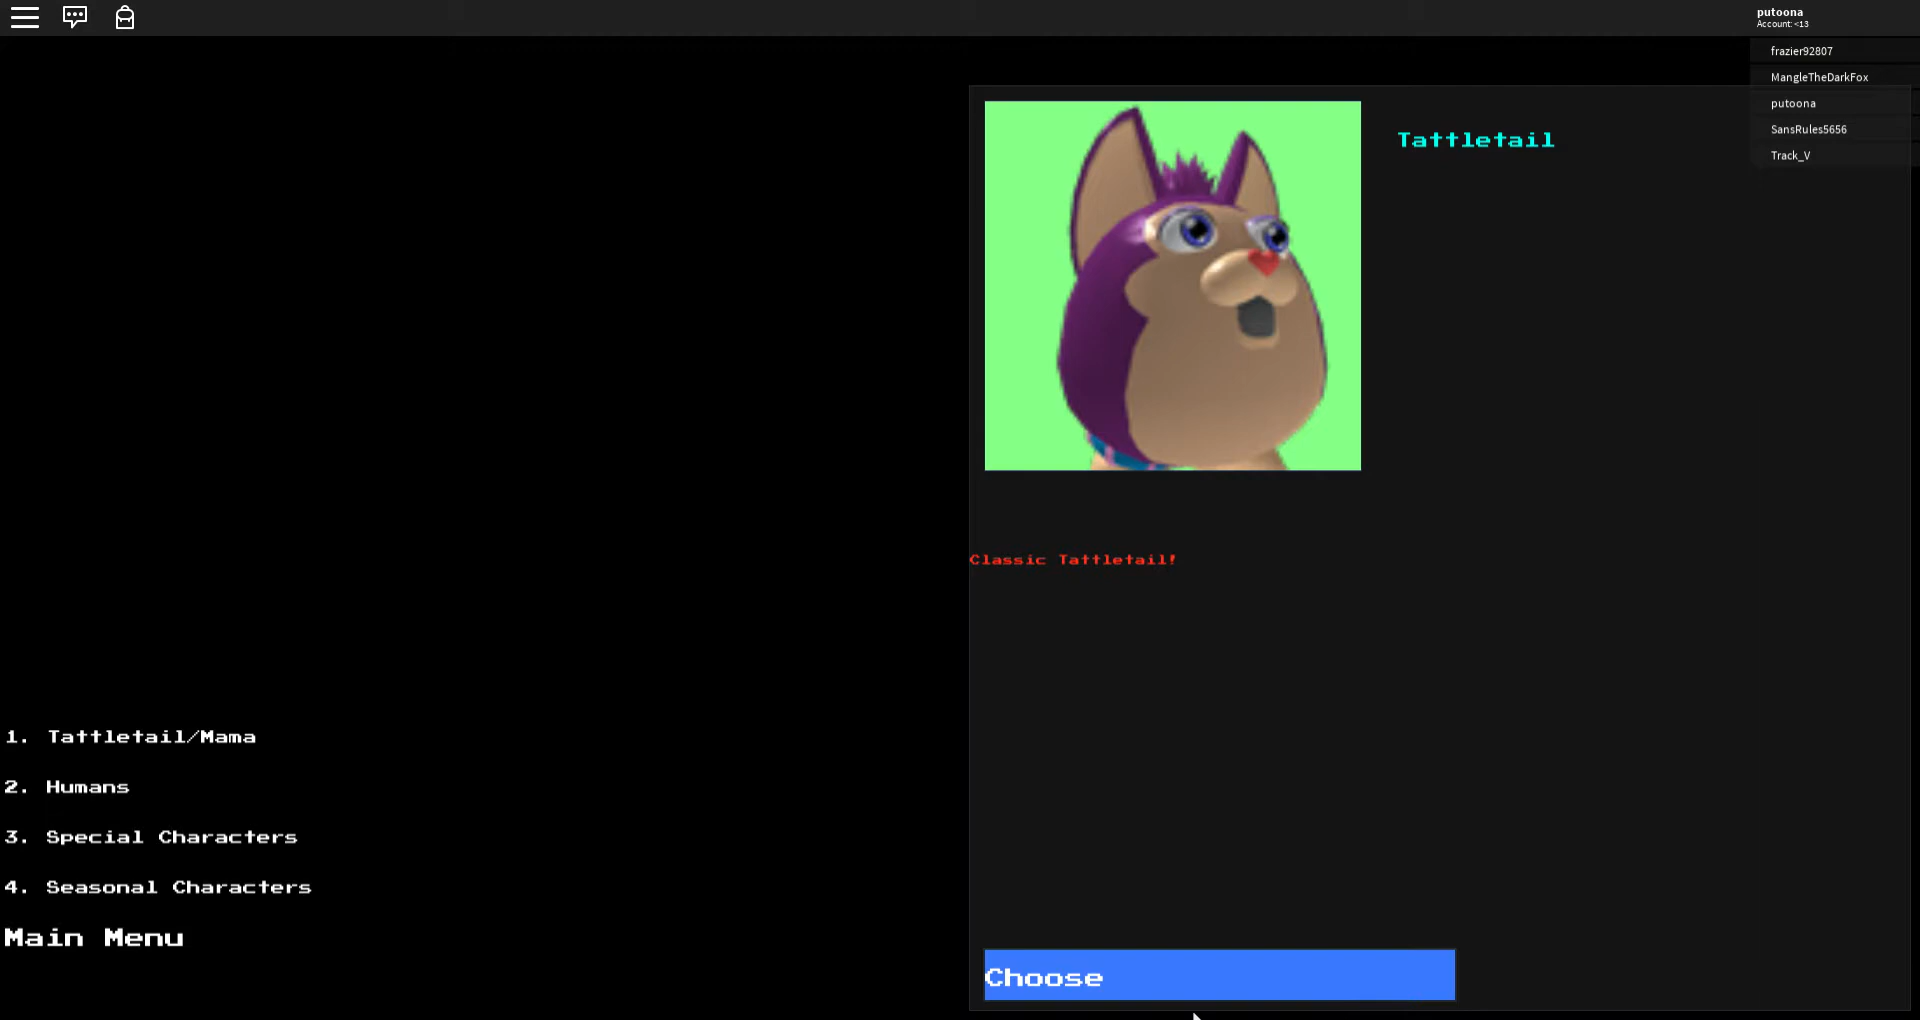 putoona
Account: <13
frazier92807
MangleTheDarkFox
putoona
SansRules5656
Track_V
Tattletail
Classic Tattletail!
1. Tattletail/Mama
2. Humans
3. Special Characters
4. Seasonal Characters
Main Menu
Choose